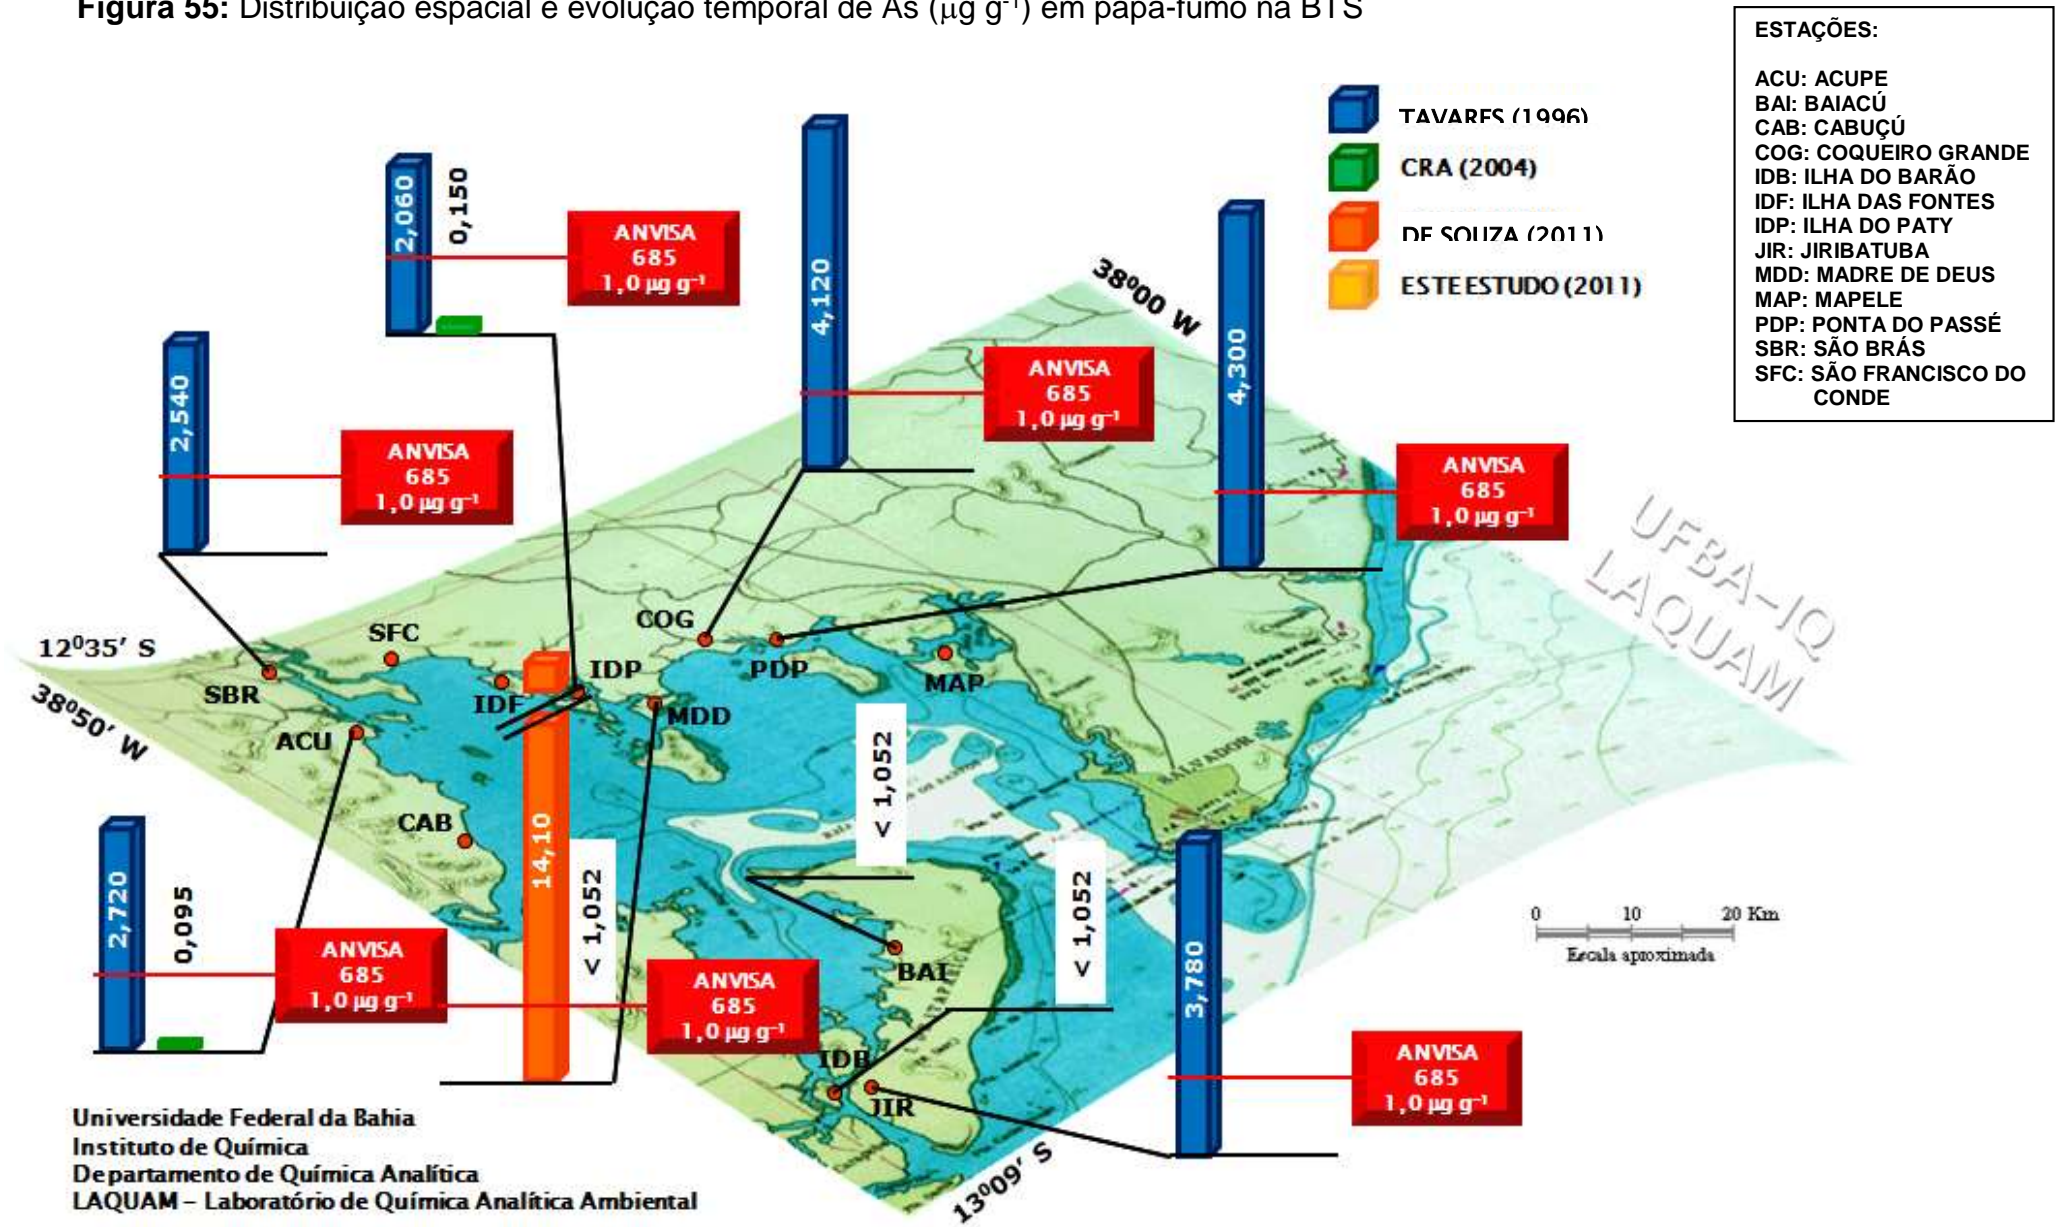 Figura 55: Distribuição espacial e evolução temporal de As (µg g⁻¹) em papa-fumo na BTS
ESTAÇÕES:
ACU: ACUPE
BAI: BAIACÚ
CAB: CABUÇÚ
COG: COQUEIRO GRANDE
IDB: ILHA DO BARÃO
IDF: ILHA DAS FONTES
IDP: ILHA DO PATY
JIR: JIRIBATUBA
MDD: MADRE DE DEUS
MAP: MAPELE
PDP: PONTA DO PASSÉ
SBR: SÃO BRÁS
SFC: SÃO FRANCISCO DO
CONDE
TAVARES (1996)
CRA (2004)
DE SOUZA (2011)
ESTE ESTUDO (2011)
2,060
0,150
ANVISA
685
1,0 µg g⁻¹
4,120
ANVISA
685
1,0 µg g⁻¹
4,300
ANVISA
685
1,0 µg g⁻¹
2,540
ANVISA
685
1,0 µg g⁻¹
38⁰00 W
UFBA-IQ
LAQUAM
12⁰35’ S
38⁰50’ W
SBR
SFC
IDF
IDP
COG
PDP
MAP
MDD
ACU
CAB
SALVADOR
2,720
0,095
ANVISA
685
1,0 µg g⁻¹
14,10
< 1,052
ANVISA
685
1,0 µg g⁻¹
< 1,052
BAI
< 1,052
IDB
JIR
3,780
ANVISA
685
1,0 µg g⁻¹
0 10 20 Km
Escala aproximada
13⁰09’ S
Universidade Federal da Bahia
Instituto de Química
Departamento de Química Analítica
LAQUAM – Laboratório de Química Analítica Ambiental